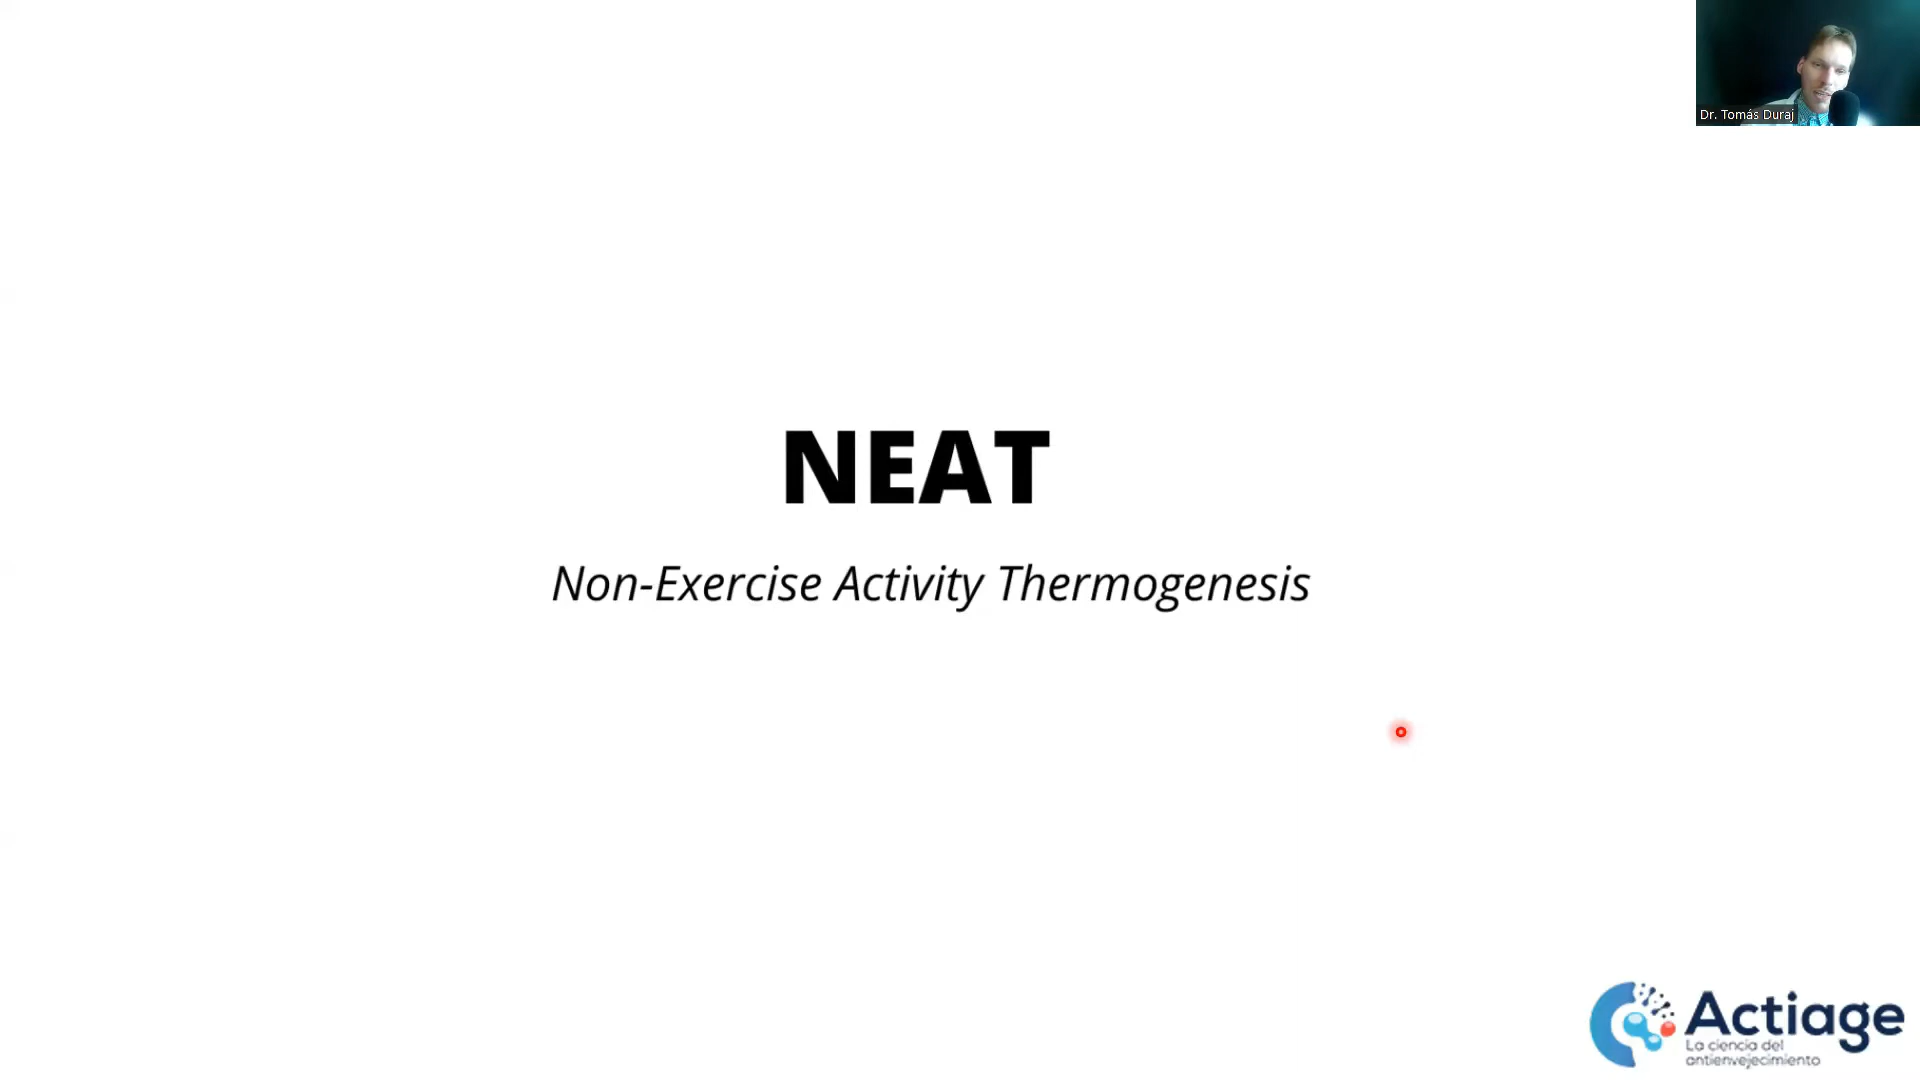 Dr. Tomás Duraj
NEAT
Non-Exercise Activity Thermogenesis
Actiage
La ciencia del
antienvejecimiento